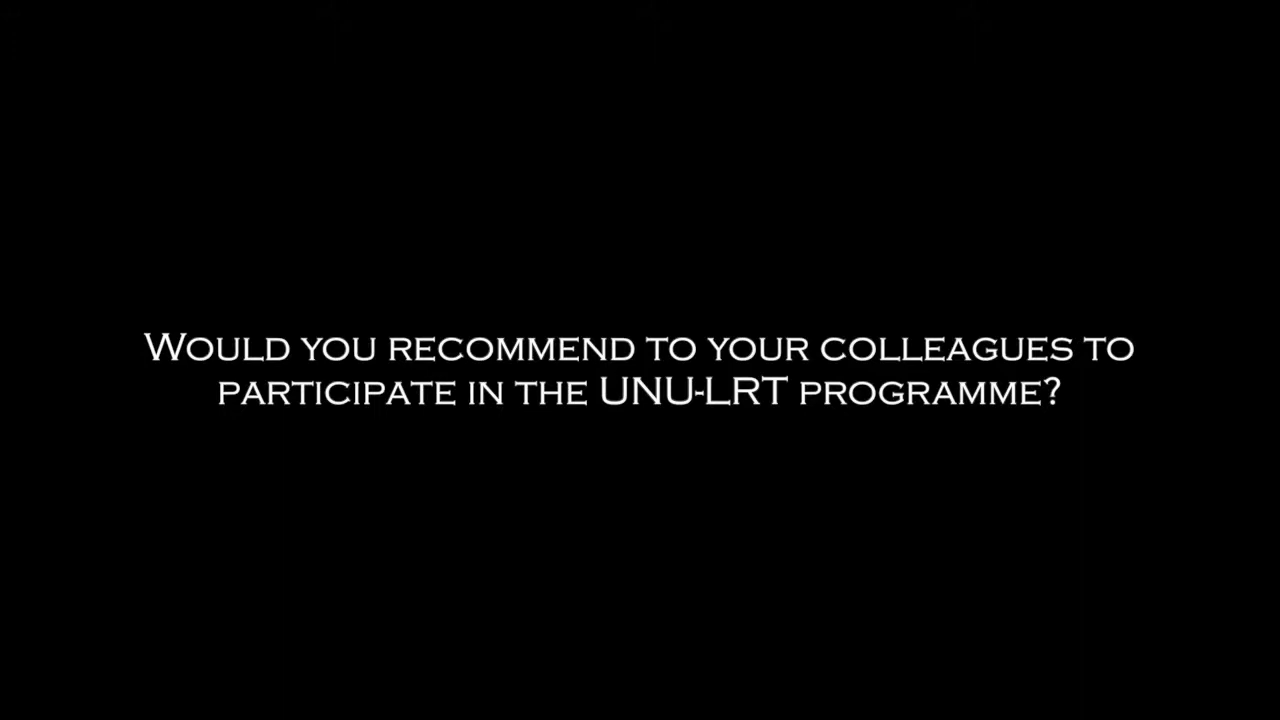 Would you recommend to your colleagues to
participate in the UNU-LRT programme?